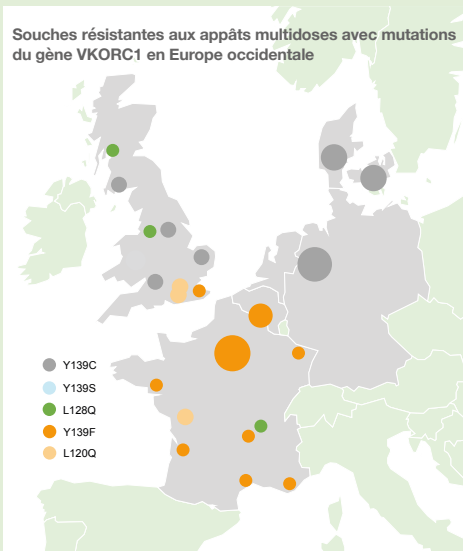 Souches résistantes aux appâts multidoses avec mutations
du gène VKORC1 en Europe occidentale
Y139C
Y139S
L128Q
Y139F
L120Q